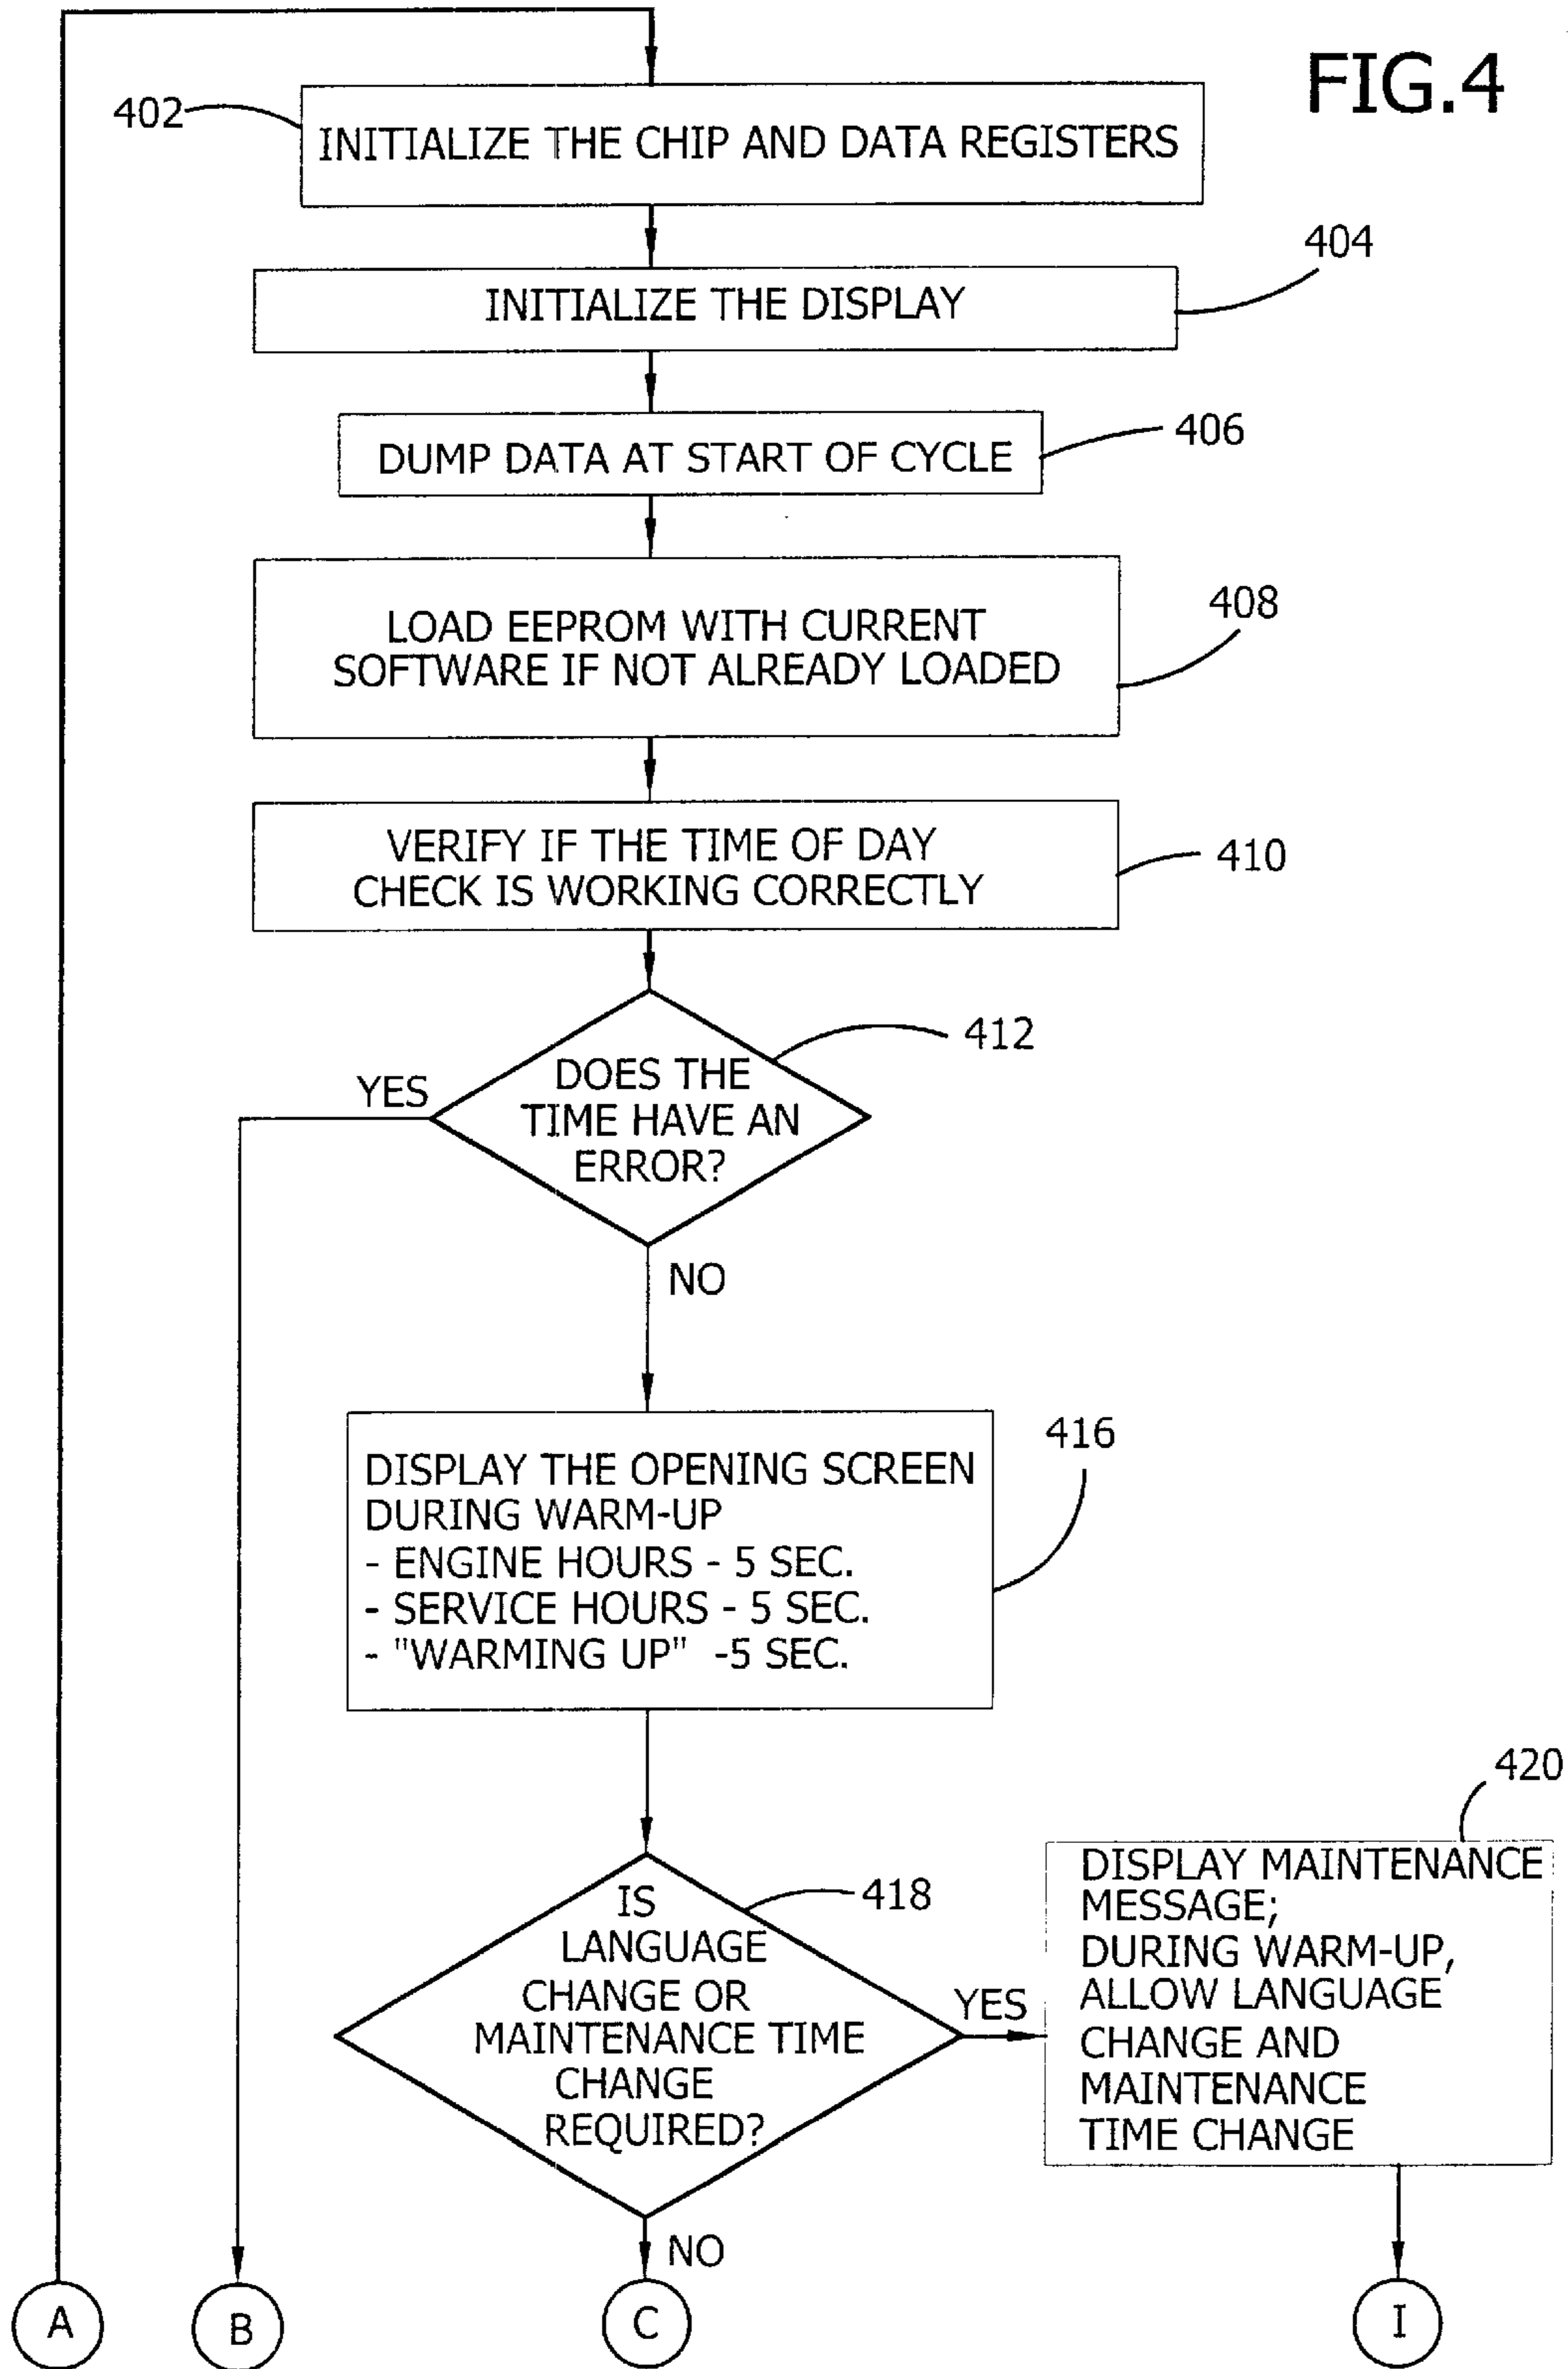 FIG.4
402
INITIALIZE THE CHIP AND DATA REGISTERS
404
INITIALIZE THE DISPLAY
406
DUMP DATA AT START OF CYCLE
408
LOAD EEPROM WITH CURRENT
SOFTWARE IF NOT ALREADY LOADED
410
VERIFY IF THE TIME OF DAY
CHECK IS WORKING CORRECTLY
412
YES
DOES THE
TIME HAVE AN
ERROR?
NO
416
DISPLAY THE OPENING SCREEN
DURING WARM-UP
- ENGINE HOURS - 5 SEC.
- SERVICE HOURS - 5 SEC.
- "WARMING UP" -5 SEC.
418
IS
LANGUAGE
CHANGE OR
MAINTENANCE TIME
CHANGE
REQUIRED?
YES
420
DISPLAY MAINTENANCE
MESSAGE;
DURING WARM-UP,
ALLOW LANGUAGE
CHANGE AND
MAINTENANCE
TIME CHANGE
NO
A
B
C
I